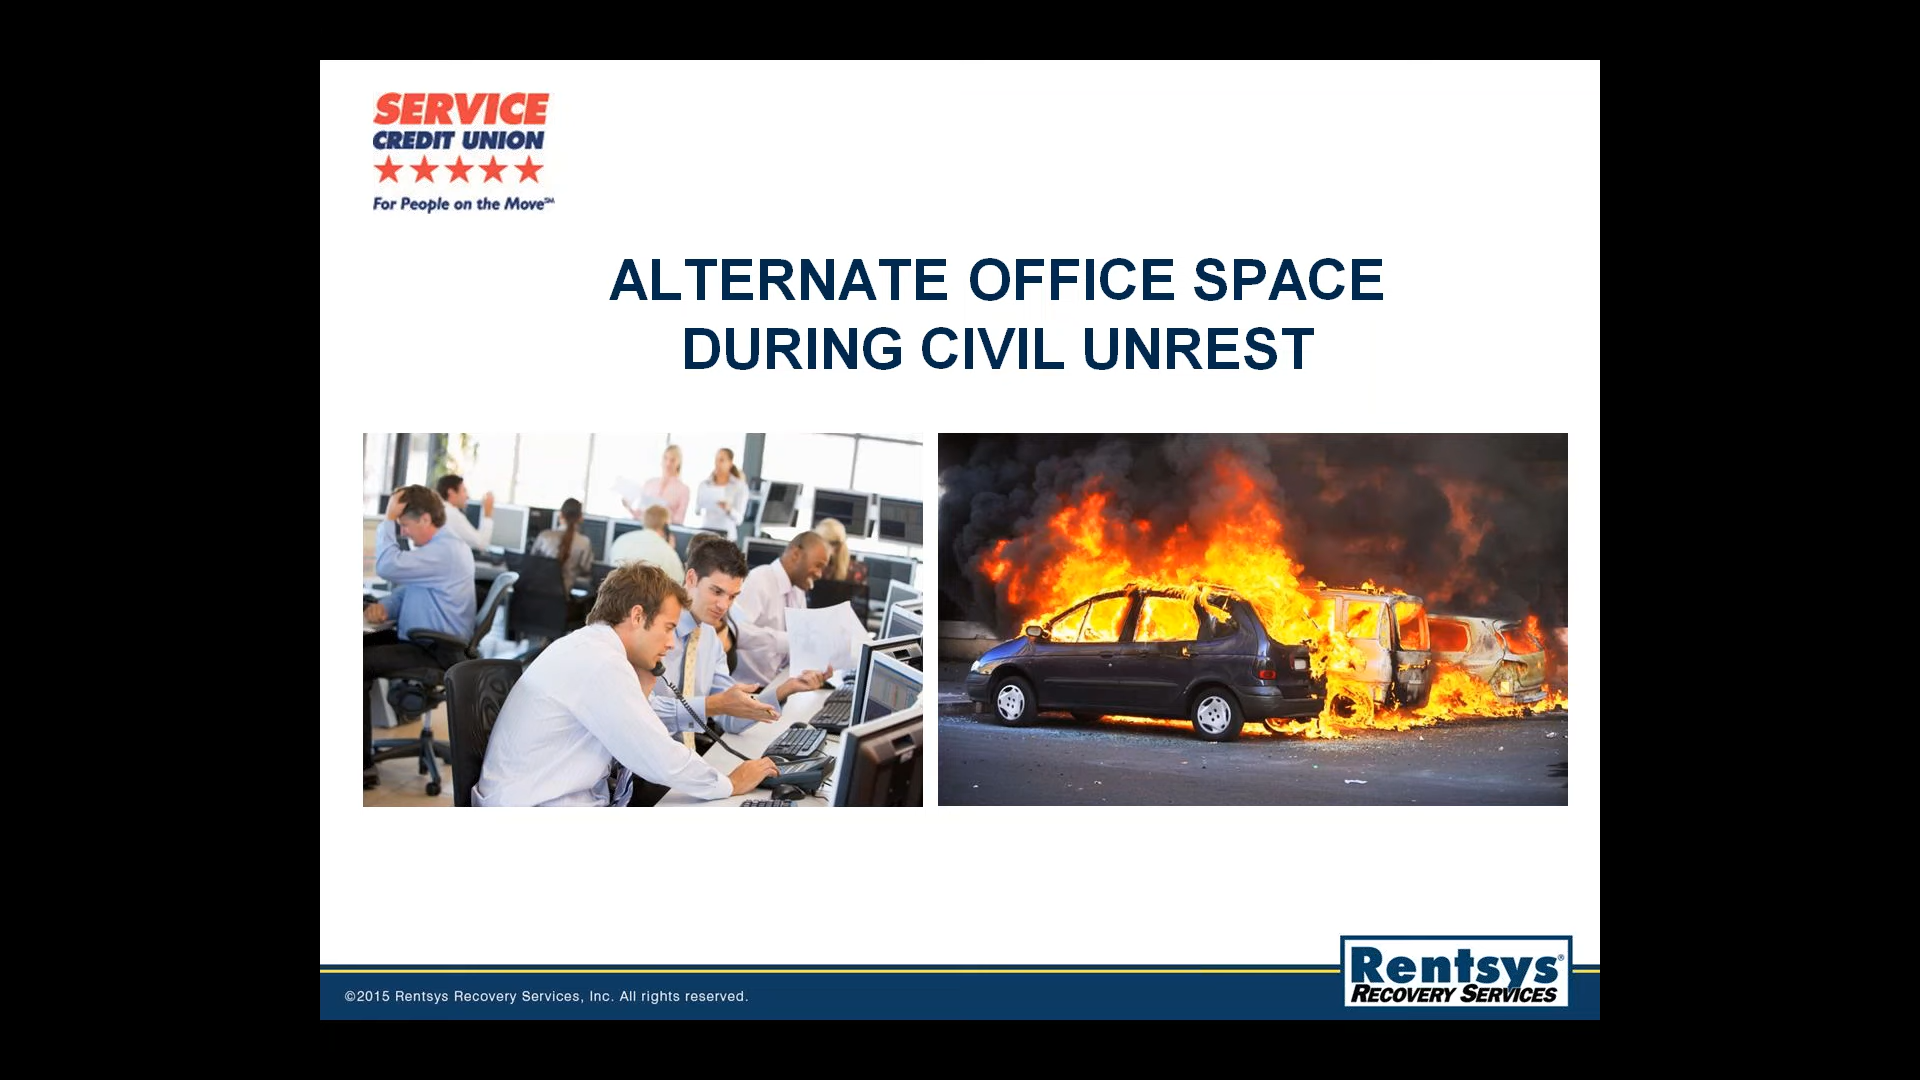 SERVICE
CREDIT UNION
For People on the Move℠
ALTERNATE OFFICE SPACE
DURING CIVIL UNREST
©2015 Rentsys Recovery Services, Inc. All rights reserved.
Rentsys®
RECOVERY SERVICES